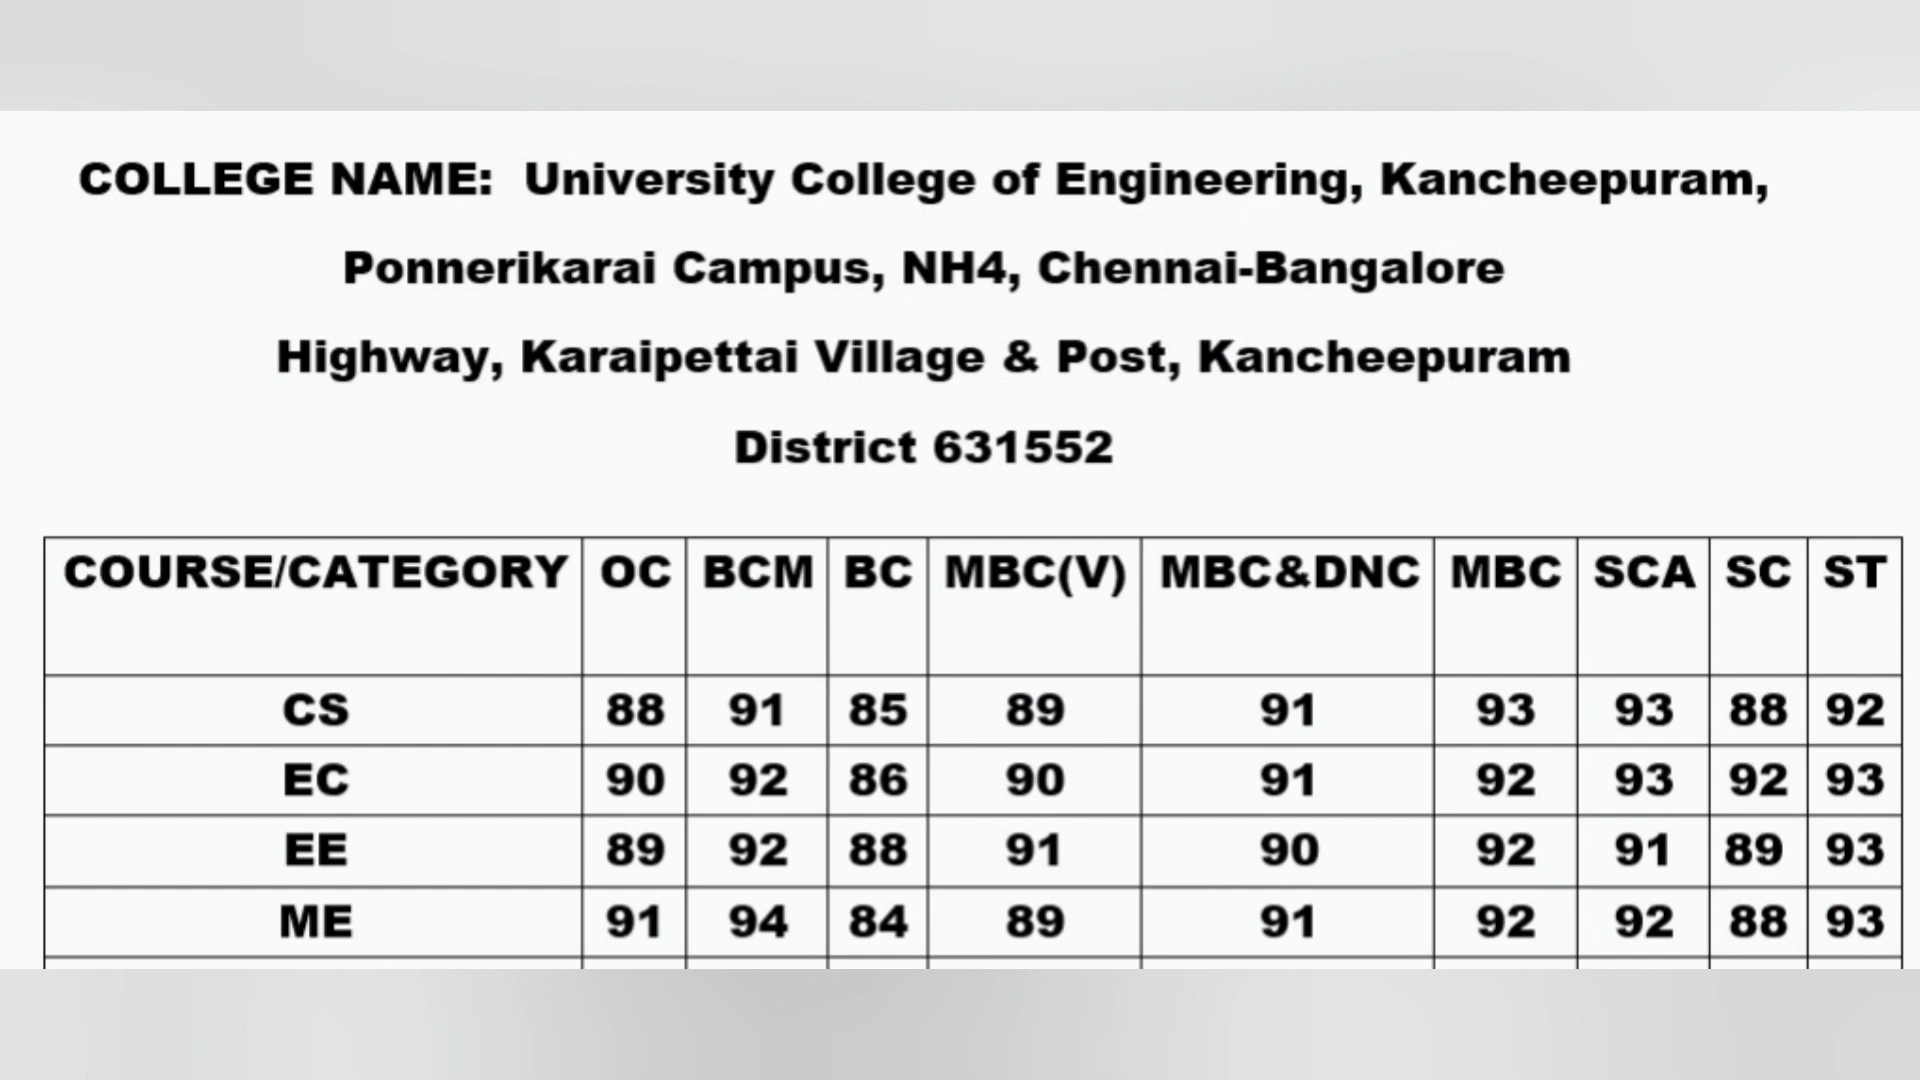 COLLEGE NAME: University College of Engineering, Kancheepuram,
Ponnerikarai Campus, NH4, Chennai-Bangalore
Highway, Karaipettai Village & Post, Kancheepuram
District 631552
COURSE/CATEGORY OC BCM BC MBC(V) MBC&DNC MBC SCA SC ST
CS 88 91 85 89 91 93 93 88 92
EC 90 92 86 90 91 92 93 92 93
EE 89 92 88 91 90 92 91 89 93
ME 91 94 84 89 91 92 92 88 93